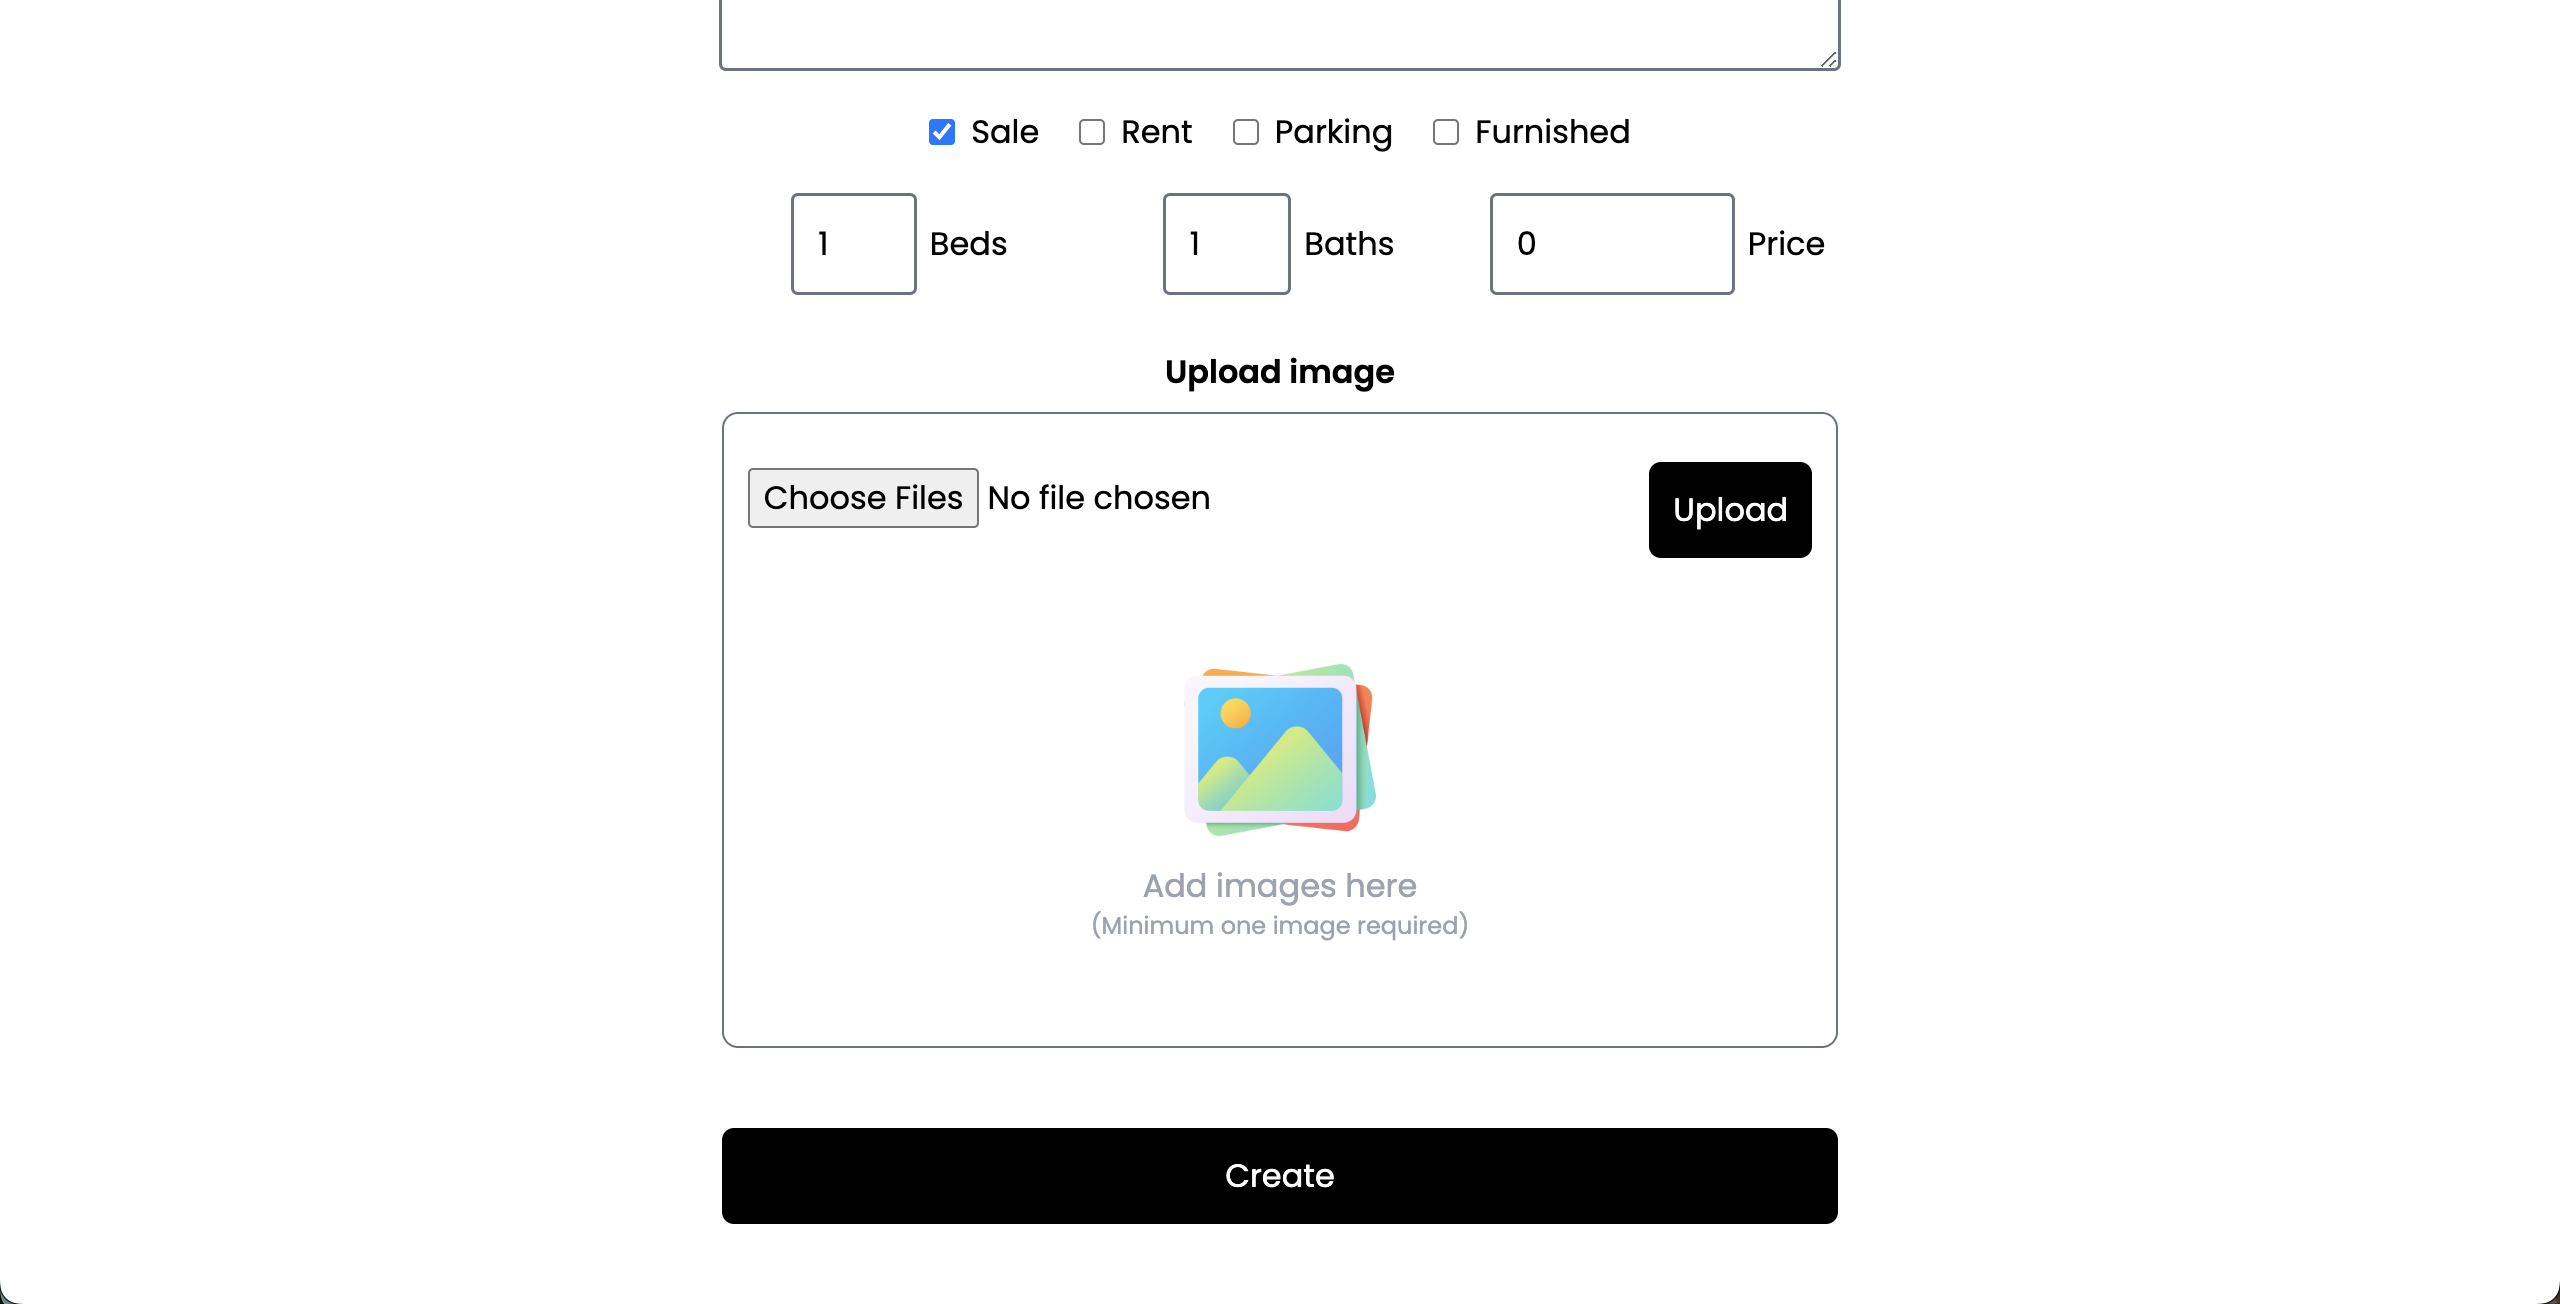 Sale Rent Parking Furnished
1 Beds 1 Baths 0 Price
Upload image
Choose Files No file chosen Upload
Add images here
(Minimum one image required)
Create